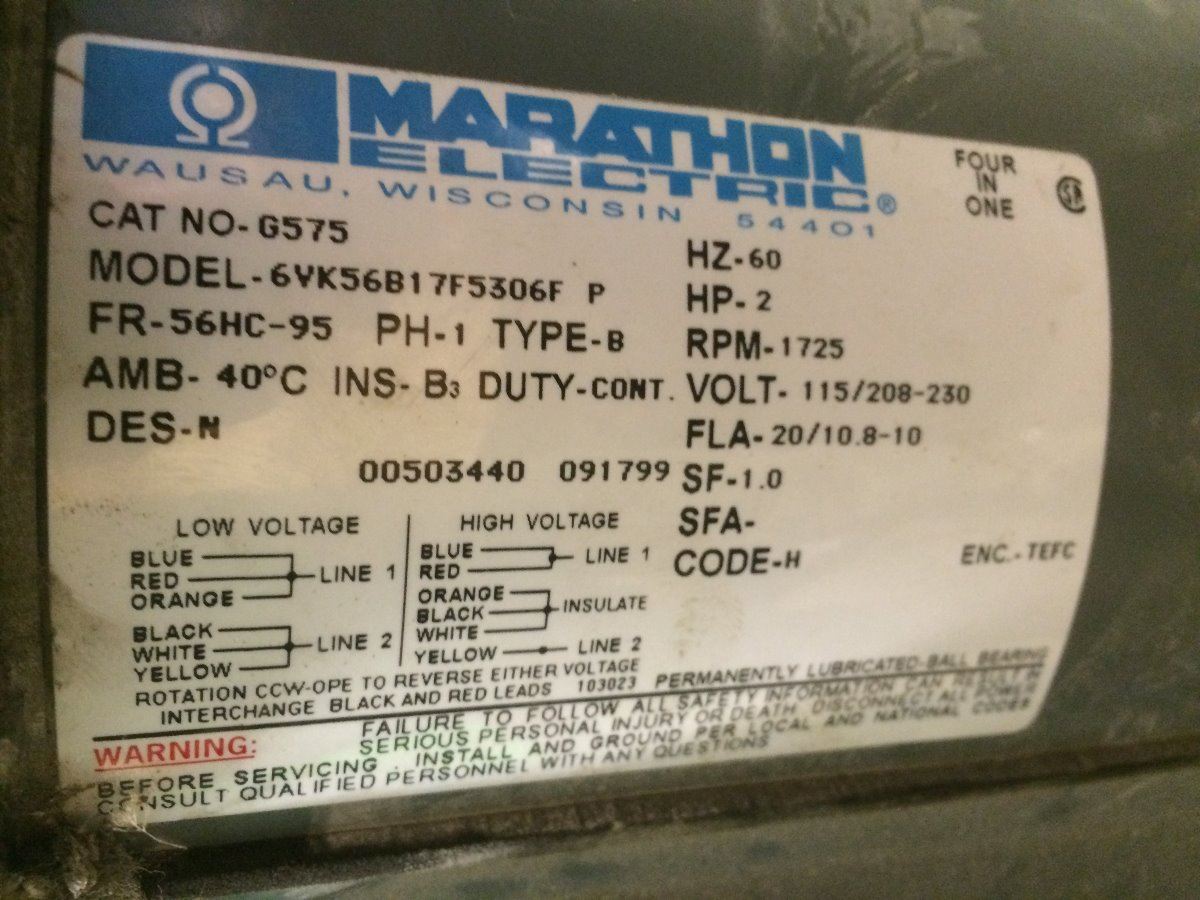 MARATHON
ELECTRIC®
WAUSAU, WISCONSIN 54401
FOUR
IN
ONE
CAT NO-G575
MODEL-6VK56B17F5306F P
FR-56HC-95 PH-1 TYPE-B
AMB-40°C INS-B3 DUTY-CONT.
DES-N
00503440 091799
HZ-60
HP-2
RPM-1725
VOLT-115/208-230
FLA-20/10.8-10
SF-1.0
SFA-
CODE-H
ENC.-TEFC
LOW VOLTAGE
BLUE
RED
ORANGE
LINE 1
BLACK
WHITE
YELLOW
LINE 2
HIGH VOLTAGE
BLUE
RED
LINE 1
ORANGE
BLACK
WHITE
INSULATE
YELLOW
LINE 2
ROTATION CCW-OPE TO REVERSE EITHER VOLTAGE
INTERCHANGE BLACK AND RED LEADS 103023 PERMANENTLY LUBRICATED-BALL BEARING
WARNING: FAILURE TO FOLLOW ALL SAFETY INFORMATION CAN RESULT IN
SERIOUS PERSONAL INJURY OR DEATH, DISCONNECT ALL POWER
BEFORE SERVICING. INSTALL AND GROUND PER LOCAL AND NATIONAL CODES
CONSULT QUALIFIED PERSONNEL WITH ANY QUESTIONS